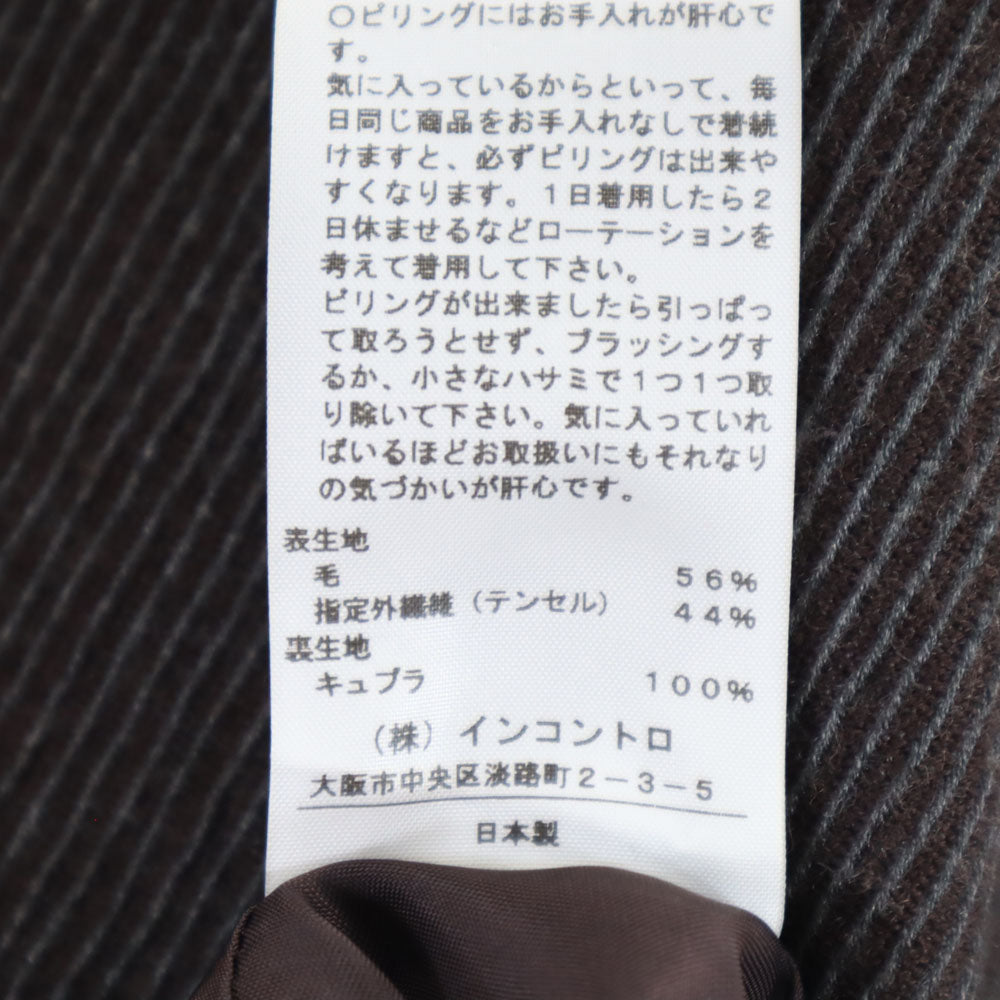 ○ピリングにはお手入れが肝心で
す。
気に入っているからといって、毎
日同じ商品をお手入れなしで着続
けますと、必ずピリングは出来や
すくなります。1日着用したら2
日休ませるなどローテーションを
考えて着用して下さい。
ピリングが出来ましたら引っぱっ
て取ろうとせず、ブラッシングす
るか、小さなハサミで1つ1つ取
り除いて下さい。気に入っていれ
ばいるほどお取扱いにもそれなり
の気づかいが肝心です。
表生地
毛 56%
指定外繊維(テンセル) 44%
裏生地
キュプラ 100%
(株)インコントロ
大阪市中央区淡路町2-3-5
日本製